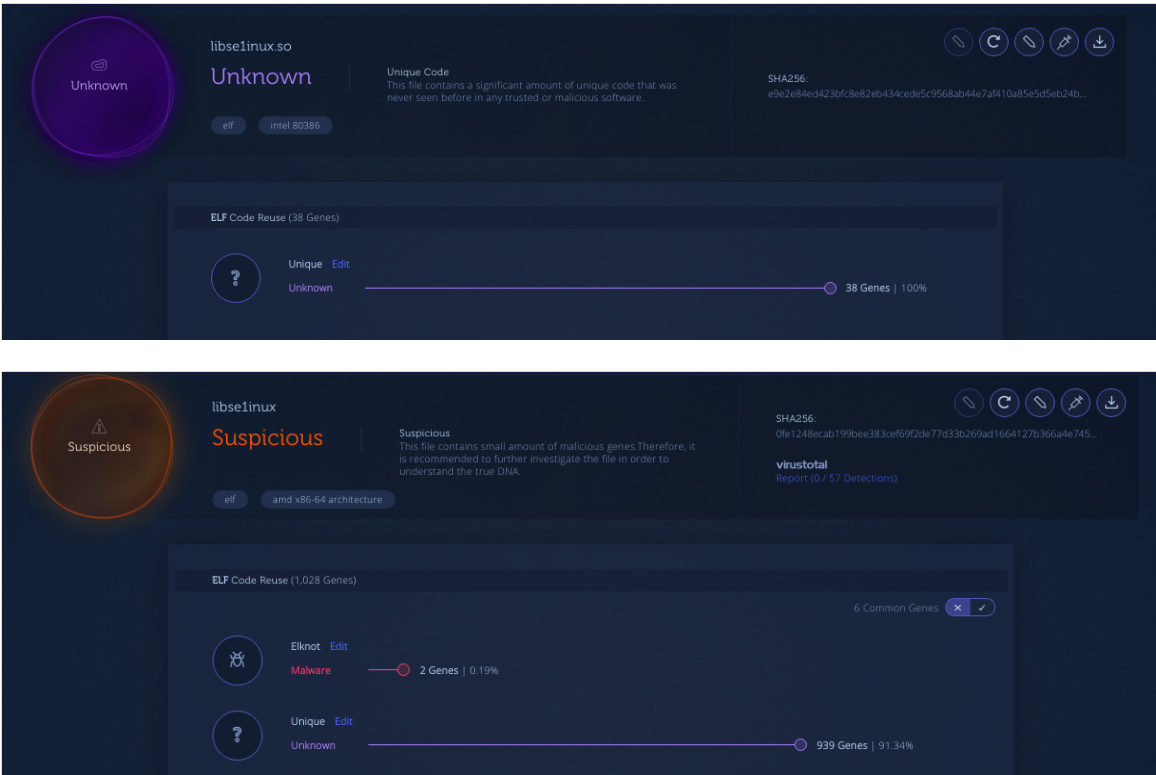 libse1inux.so
Unknown
Unknown
Unique Code
This file contains a significant amount of unique code that was
never seen before in any trusted or malicious software.
SHA256:
e9e2e84ed423bfc8e82eb434cede5c9568ab44e7af410a85e5d5eb24b...
elf
intel 80386
ELF Code Reuse (38 Genes)
Unique Edit
Unknown
38 Genes | 100%
libse1inux
Suspicious
Suspicious
Suspicious
This file contains small amount of malicious genes.Therefore, it
is recommended to further investigate the file in order to
understand the true DNA.
SHA256:
0fe1248ecab199bee383cef69f2de77d33b269ad1664127b366a4e745...
virustotal
Report (0 / 57 Detections)
elf
amd x86-64 architecture
ELF Code Reuse (1,028 Genes)
6 Common Genes
Elknot Edit
Malware
2 Genes | 0.19%
Unique Edit
Unknown
939 Genes | 91.34%